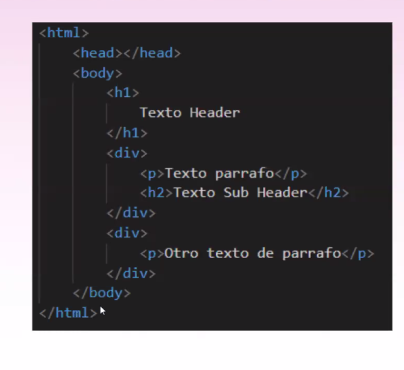 <html>
<head></head>
<body>
<h1>
Texto Header
</h1>
<div>
<p>Texto parrafo</p>
<h2>Texto Sub Header</h2>
</div>
<div>
<p>Otro texto de parrafo</p>
</div>
</body>
</html>